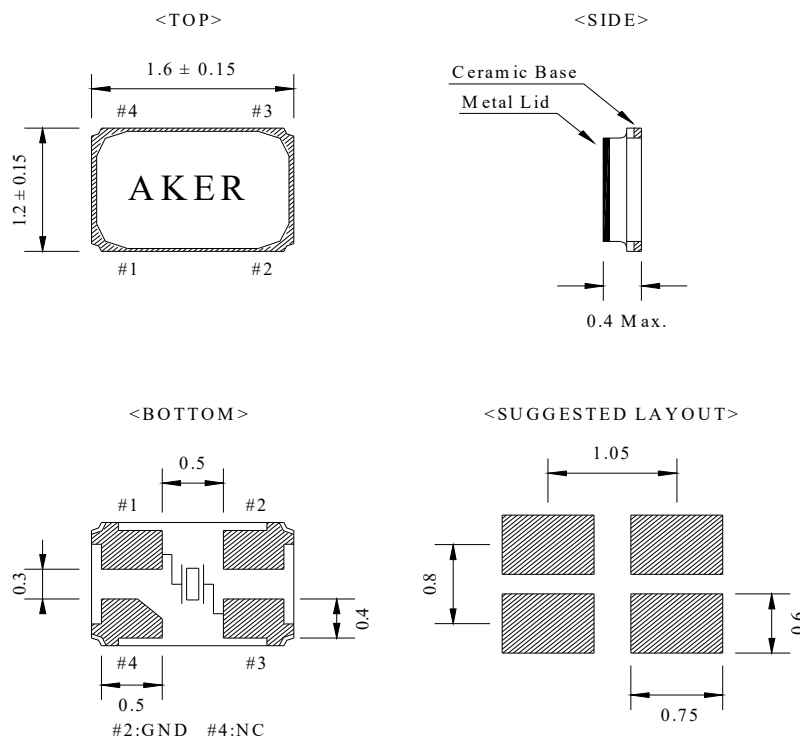 <TOP>
1.6 ± 0.15
#4 #3
1.2 ± 0.15
AKER
#1 #2
<SIDE>
Ceramic Base
Metal Lid
0.4 Max.
<BOTTOM>
0.5
#1 #2
0.3
0.4
#4 #3
0.5
#2:GND #4:NC
<SUGGESTED LAYOUT>
1.05
0.8
0.6
0.75